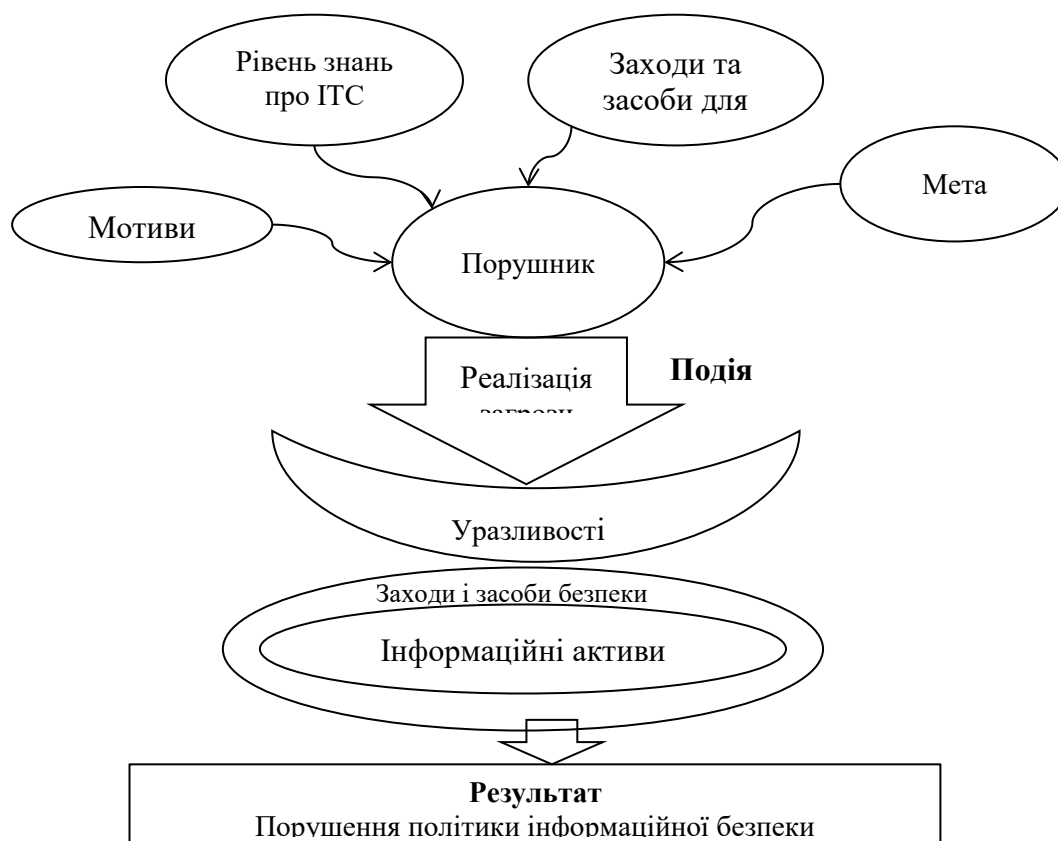 Рівень знань
про ІТС
Заходи та
засоби для
Мета
Мотиви
Порушник
Реалізація
загрози
Подія
Уразливості
Заходи і засоби безпеки
Інформаційні активи
Результат
Порушення політики інформаційної безпеки